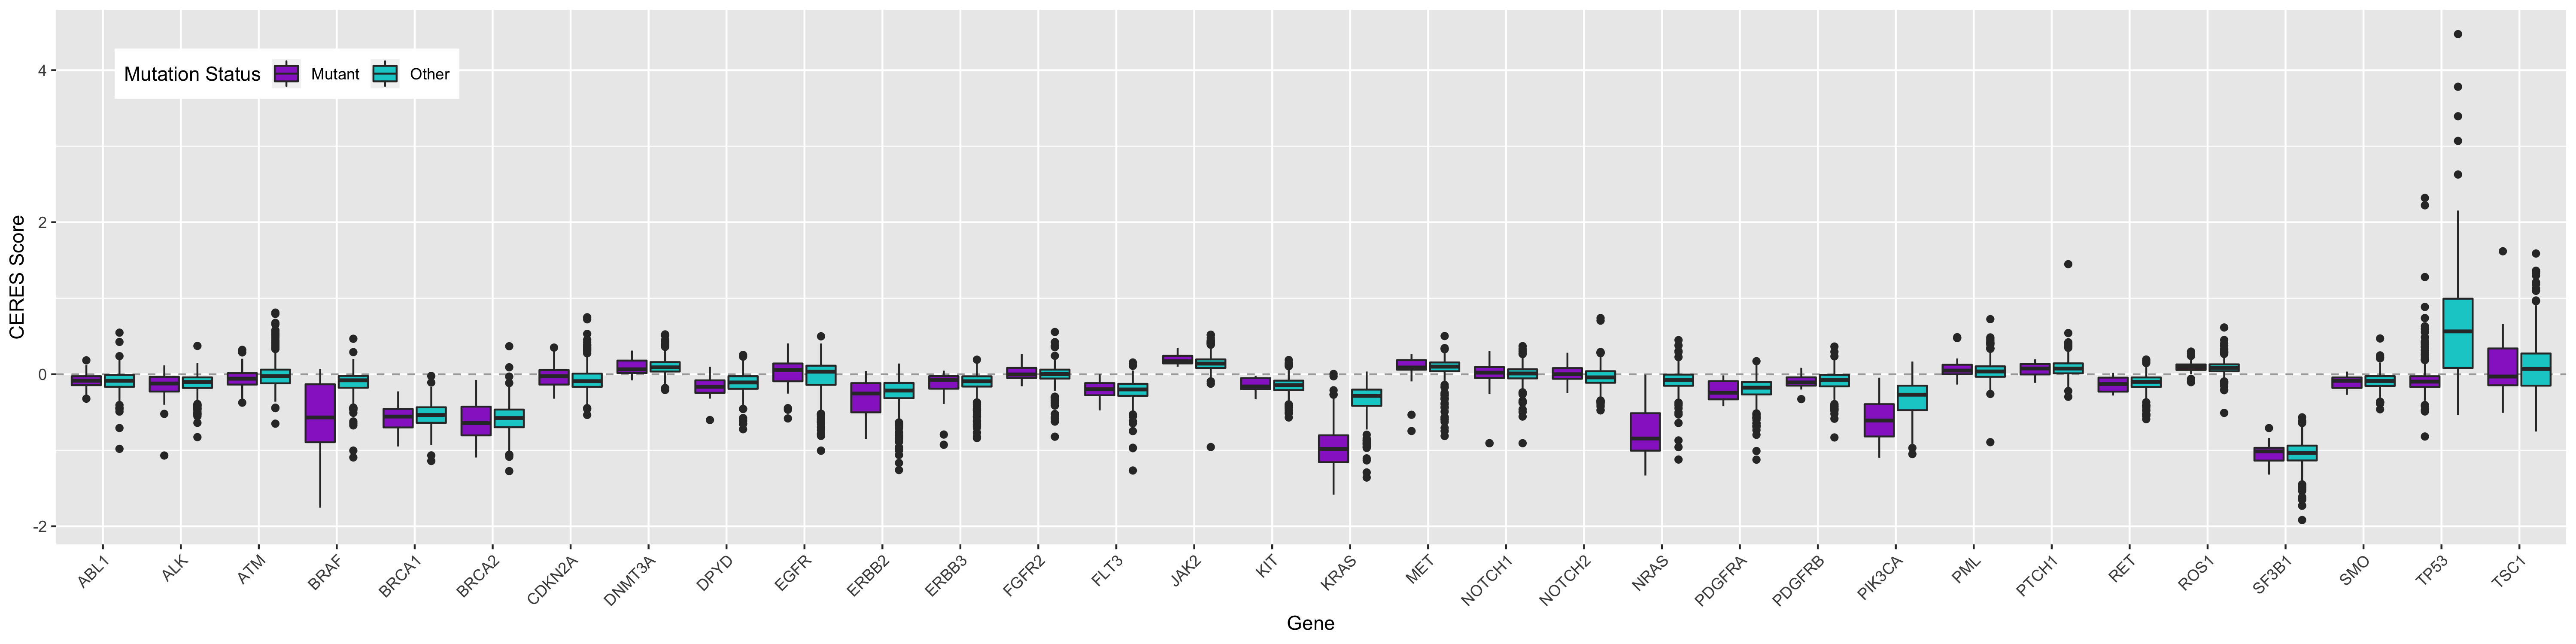 Mutation Status Mutant Other
CERES Score
4
2
0
-2
ABL1 ALK ATM BRAF BRCA1 BRCA2 CDKN2A DNMT3A DPYD EGFR ERBB2 ERBB3 FGFR2 FLT3 JAK2 KIT KRAS MET NOTCH1 NOTCH2 NRAS PDGFRA PDGFRB PIK3CA PML PTCH1 RET ROS1 SF3B1 SMO TP53 TSC1
Gene